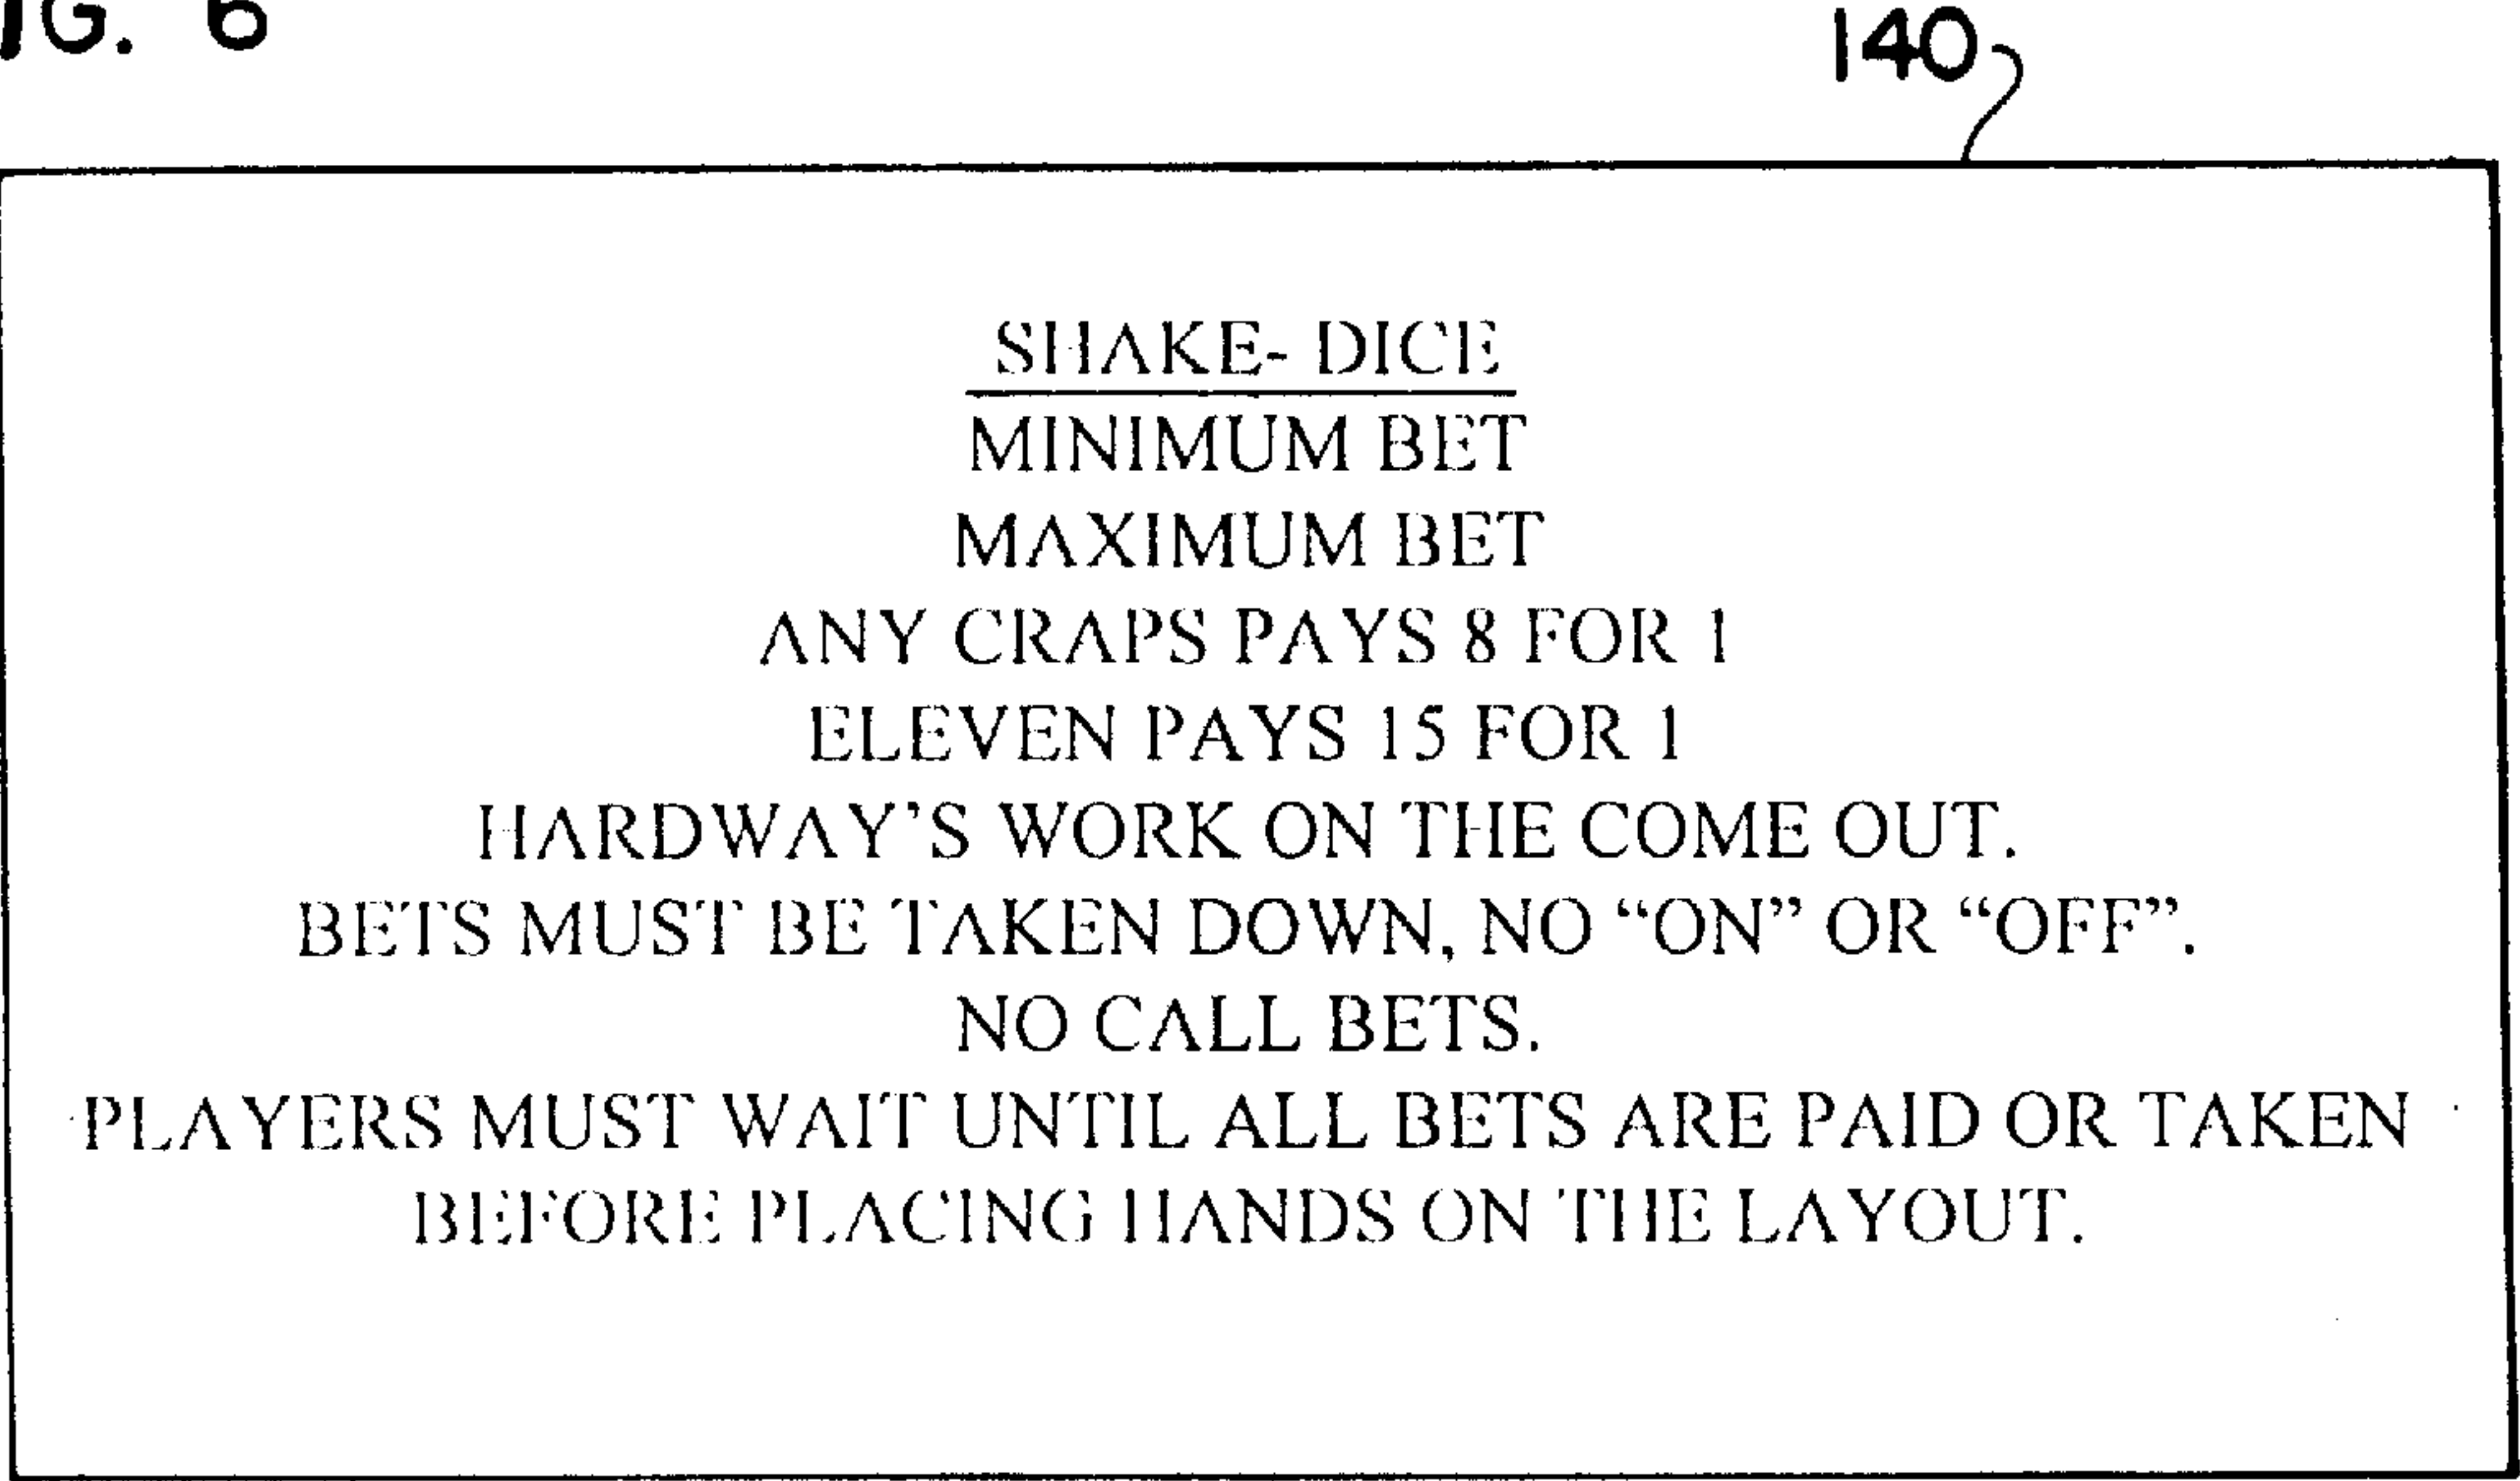 FIG. 6
140
SHAKE- DICE
MINIMUM BET
MAXIMUM BET
ANY CRAPS PAYS 8 FOR 1
ELEVEN PAYS 15 FOR 1
HARDWAY’S WORK ON THE COME OUT.
BETS MUST BE TAKEN DOWN, NO “ON” OR “OFF”.
NO CALL BETS.
PLAYERS MUST WAIT UNTIL ALL BETS ARE PAID OR TAKEN
BEFORE PLACING HANDS ON THE LAYOUT.